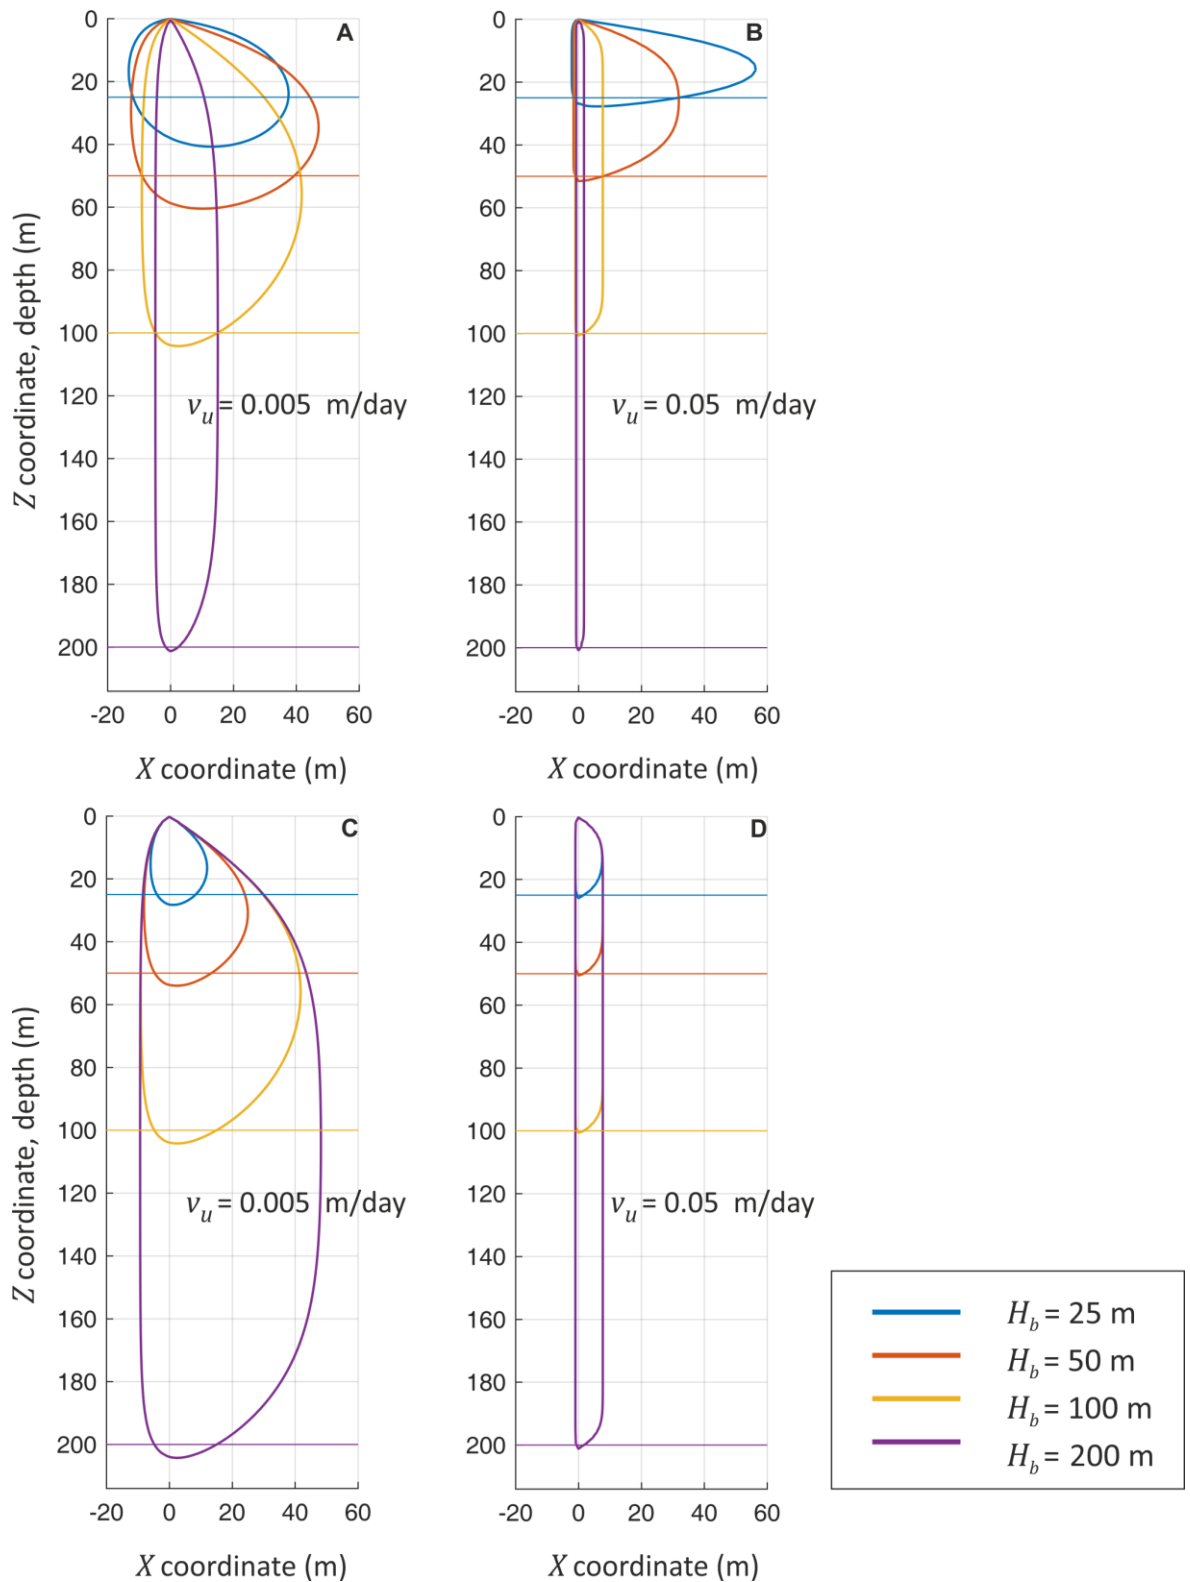 A
0
20
40
60
80
100
120
140
160
180
200
-20 0 20 40 60
Z coordinate, depth (m)
X coordinate (m)
v_u = 0.005 m/day
B
0
20
40
60
80
100
120
140
160
180
200
-20 0 20 40 60
X coordinate (m)
v_u = 0.05 m/day
C
0
20
40
60
80
100
120
140
160
180
200
-20 0 20 40 60
Z coordinate, depth (m)
X coordinate (m)
v_u = 0.005 m/day
D
0
20
40
60
80
100
120
140
160
180
200
-20 0 20 40 60
X coordinate (m)
v_u = 0.05 m/day
H_b = 25 m
H_b = 50 m
H_b = 100 m
H_b = 200 m